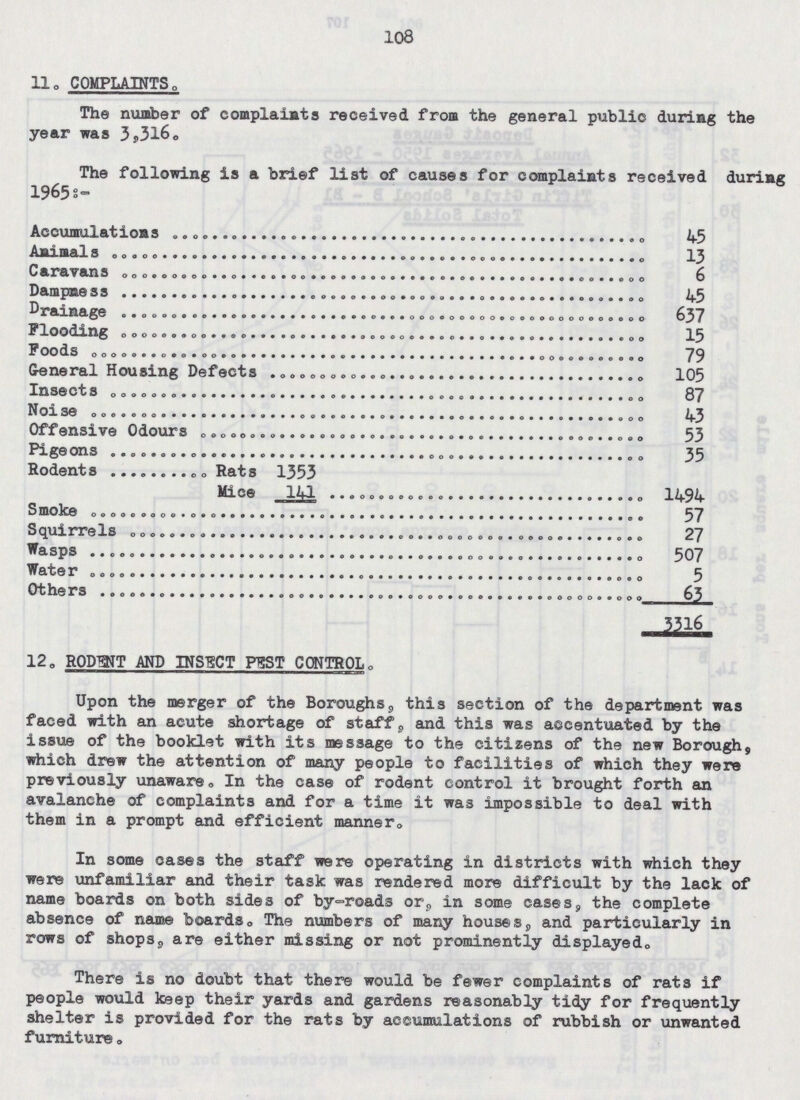 108
11. COMPLAINTS.
The number of complaints received from the general public during the
year was 3,316.
The following is a brief list of causes for complaints received during
1965:-
Accumulations .......... 45
Animals .......... 13
Caravans .......... 6
Dampness .......... 45
Drainage .......... 637
Flooding .......... 15
Foods .......... 79
General Housing Defects .......... 105
Insects .......... 87
Noise .......... 43
Offensive Odours .......... 53
Pigeons .......... 35
Rodents .......... Rats 1353
Mice 141 .......... 1494
Smoke .......... 57
Squirrels .......... 27
Wasps .......... 507
Water .......... 5
Others .......... 63
3316
12. RODENT AND INSECT PEST CONTROL.
Upon the merger of the Boroughs, this section of the department was
faced with an acute shortage of staff, and this was accentuated by the
issue of the booklet with its message to the citizens of the new Borough,
which drew the attention of many people to facilities of which they were
previously unaware. In the case of rodent control it brought forth an
avalanche of complaints and for a time it was impossible to deal with
them in a prompt and efficient manner.
In some cases the staff were operating in districts with which they
were unfamiliar and their task was rendered more difficult by the lack of
name boards on both sides of by-roads or, in some cases, the complete
absence of name boards. The numbers of many houses, and particularly in
rows of shops, are either missing or not prominently displayed.
There is no doubt that there would be fewer complaints of rats if
people would keep their yards and gardens reasonably tidy for frequently
shelter is provided for the rats by accumulations of rubbish or unwanted
furniture.